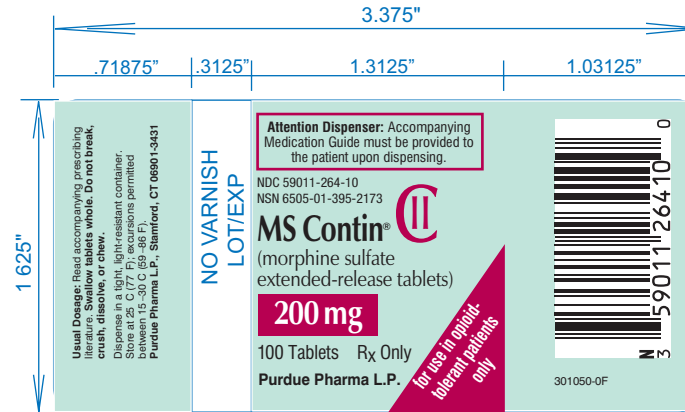 3.375"
.71875"
.3125"
1.3125"
1.03125"
1 625"
Usual Dosage: Read accompanying prescribing
literature. Swallow tablets whole. Do not break,
crush, dissolve, or chew.
Dispense in a tight, light-resistant container.
Store at 25 C (77 F); excursions permitted
between 15 -30 C (59 -86 F).
Purdue Pharma L.P., Stamford, CT 06901-3431
NO VARNISH
LOT/EXP
Attention Dispenser: Accompanying
Medication Guide must be provided to
the patient upon dispensing.
NDC 59011-264-10
NSN 6505-01-395-2173
MS Contin®
CII
(morphine sulfate
extended-release tablets)
200 mg
100 Tablets Rx Only
Purdue Pharma L.P.
for use in opioid-
tolerant patients
only
N
3 59011 26410 0
301050-0F